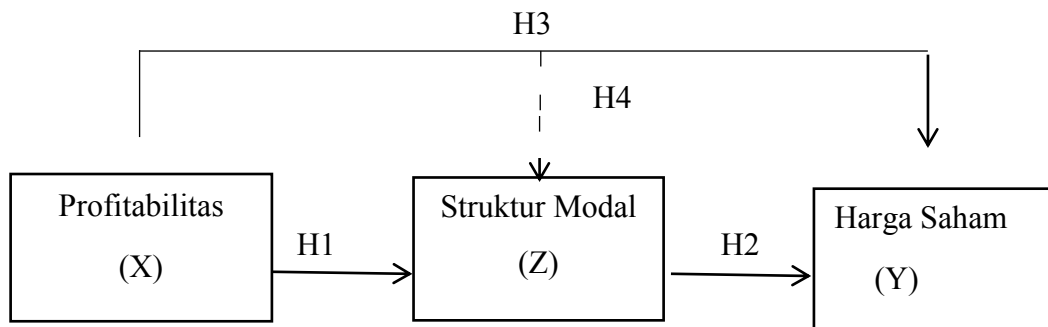 H3
H4
Profitabilitas
(X)
H1
Struktur Modal
(Z)
H2
Harga Saham
(Y)